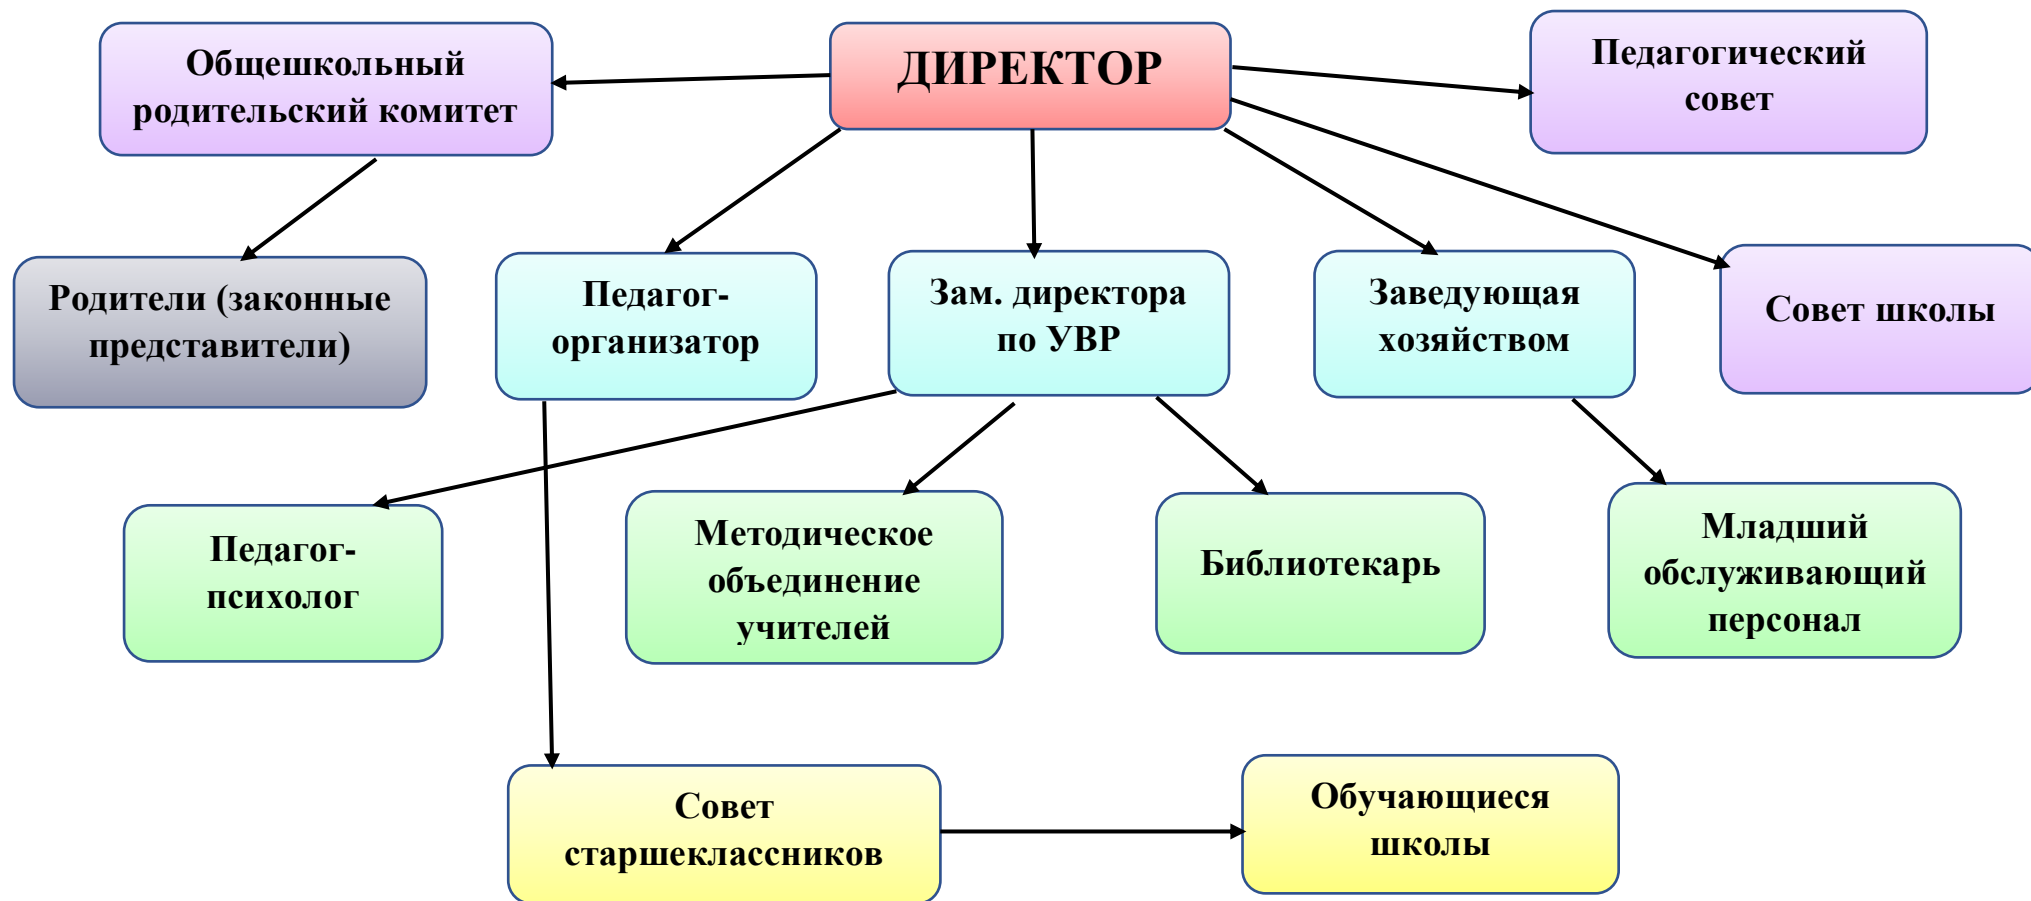 Общешкольный
родительский комитет
ДИРЕКТОР
Педагогический
совет
Родители (законные
представители)
Педагог-
организатор
Зам. директора
по УВР
Заведующая
хозяйством
Совет школы
Педагог-
психолог
Методическое
объединение
учителей
Библиотекарь
Младший
обслуживающий
персонал
Совет
старшеклассников
Обучающиеся
школы